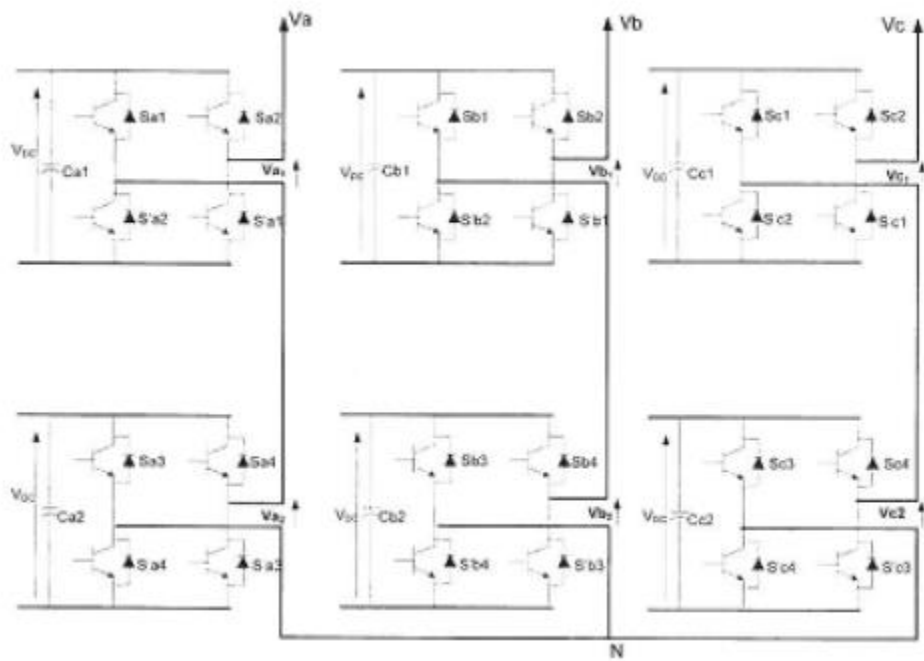 Va Vb Vc
Sa1 Sa2 Sb1 Sb2 Sc1 Sc2
VDC Ca1 Va1 VDC Cb1 Vb1 VDC Cc1 Vc1
S'a2 S'a1 S'b2 S'b1 S'c2 S'c1
Sa3 Sa4 Sb3 Sb4 Sc3 Sc4
VDC Ca2 Va2 VDC Cb2 Vb2 VDC Cc2 Vc2
S'a4 S'a3 S'b4 S'b3 S'c4 S'c3
N